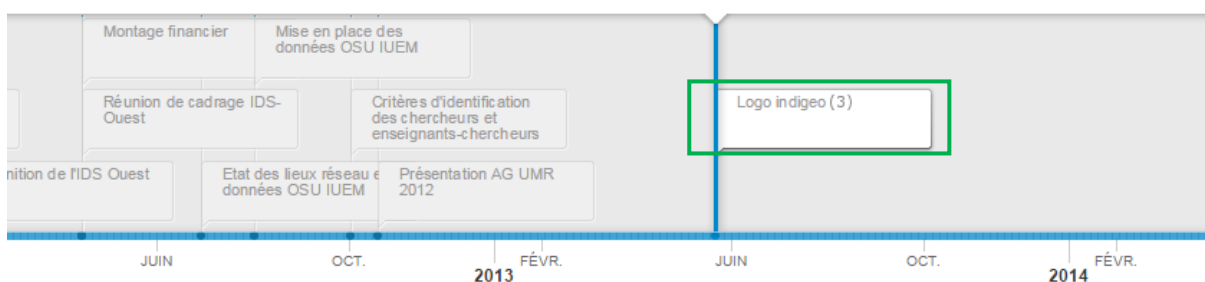 Montage financier
Mise en place des
données OSU IUEM
Réunion de cadrage IDS-
Ouest
Critères d'identification
des chercheurs et
enseignants-chercheurs
Logo indigeo (3)
nition de l'IDS Ouest
Etat des lieux réseau e
données OSU IUEM
Présentation AG UMR
2012
JUIN OCT. FÉVR. JUIN OCT. FÉVR.
2013 2014